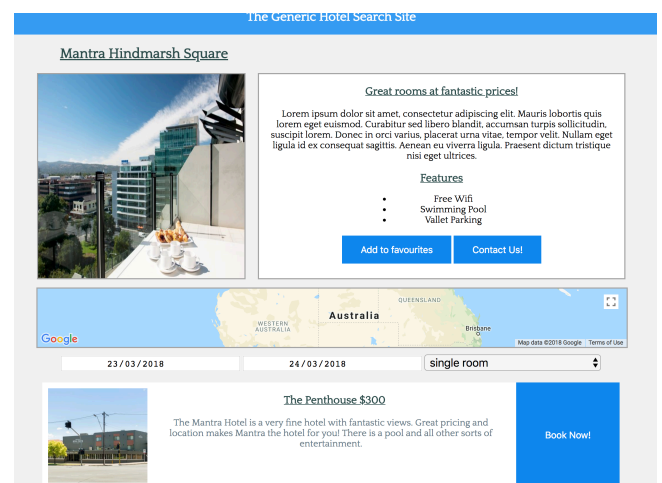 The Generic Hotel Search Site
Mantra Hindmarsh Square
Great rooms at fantastic prices!
Lorem ipsum dolor sit amet, consectetur adipiscing elit. Mauris lobortis quis
lorem eget euismod. Curabitur sed libero blandit, accumsan turpis sollicitudin,
suscipit lorem. Donec in orci varius, placerat urna vitae, tempor velit. Nullam eget
ligula id ex consequat sagittis. Aenean eu viverra ligula. Praesent dictum tristique
nisi eget ultrices.
Features
Free Wifi
Swimming Pool
Vallet Parking
Add to favourites
Contact Us!
QUEENSLAND
Australia
WESTERN
AUSTRALIA
Brisbane
Google
Map data ©2018 Google
Terms of Use
23/03/2018
24/03/2018
single room
The Penthouse $300
The Mantra Hotel is a very fine hotel with fantastic views. Great pricing and
location makes Mantra the hotel for you! There is a pool and all other sorts of
entertainment.
Book Now!